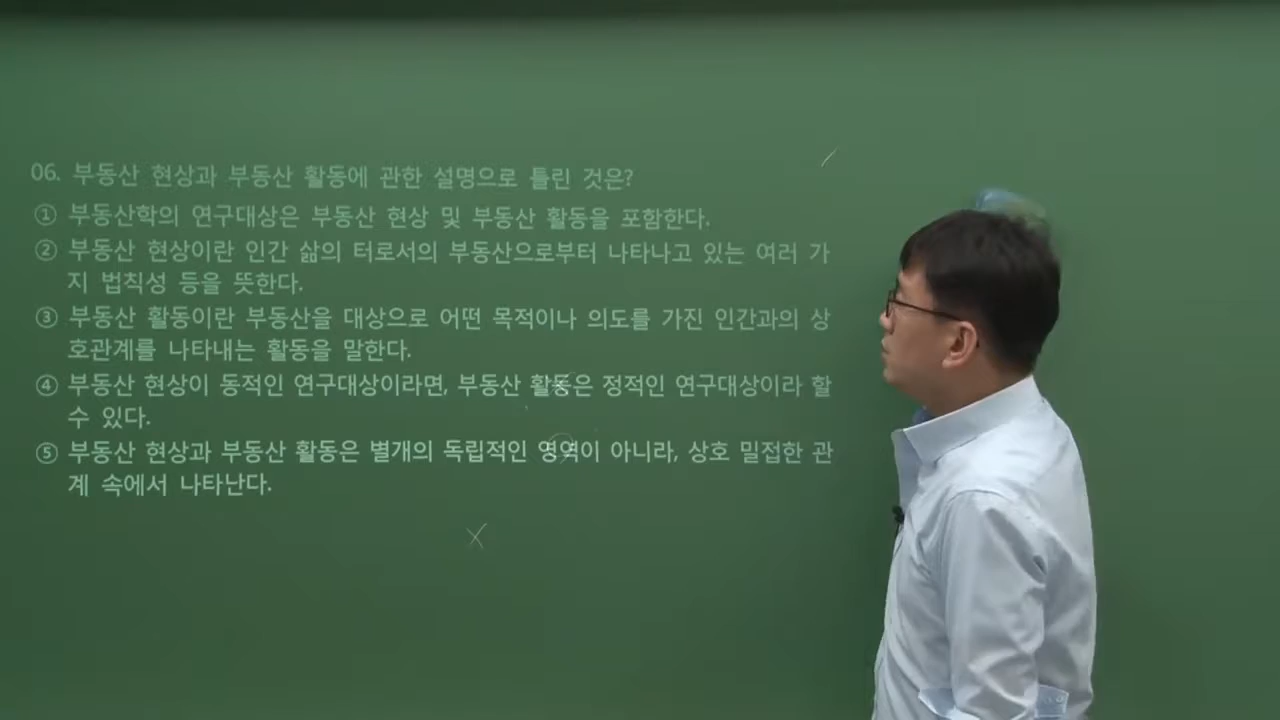 06. 부동산 현상과 부동산 활동에 관한 설명으로 틀린 것은?
① 부동산학의 연구대상은 부동산 현상 및 부동산 활동을 포함한다.
② 부동산 현상이란 인간 삶의 터로서의 부동산으로부터 나타나고 있는 여러 가
지 법칙성 등을 뜻한다.
③ 부동산 활동이란 부동산을 대상으로 어떤 목적이나 의도를 가진 인간과의 상
호관계를 나타내는 활동을 말한다.
④ 부동산 현상이 동적인 연구대상이라면, 부동산 활동은 정적인 연구대상이라 할
수 있다.
⑤ 부동산 현상과 부동산 활동은 별개의 독립적인 영역이 아니라, 상호 밀접한 관
계 속에서 나타난다.